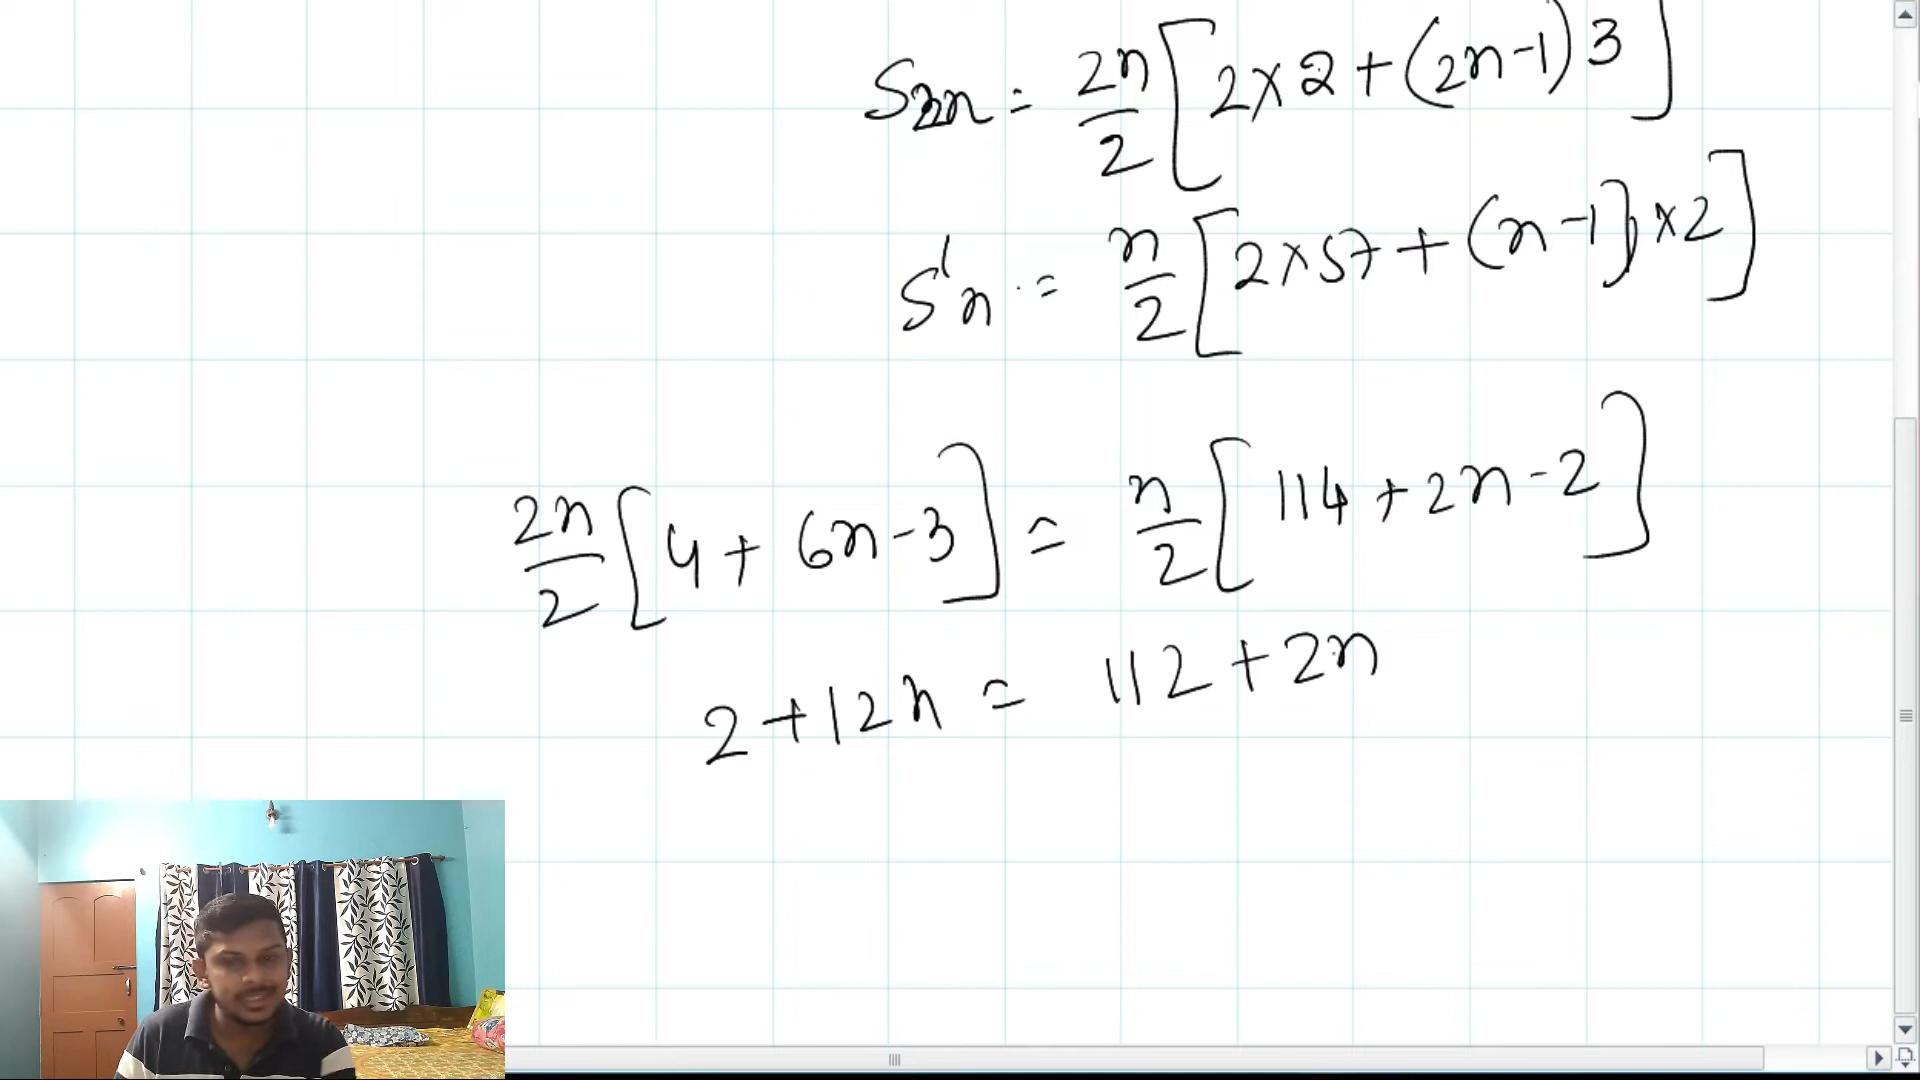 S2n = 2n/2 [2×2+(2n-1)3]
S'n = n/2 [2×57+(n-1)×2]
2n/2 [4+6n-3] = n/2 [114+2n-2]
2+12n = 112+2n